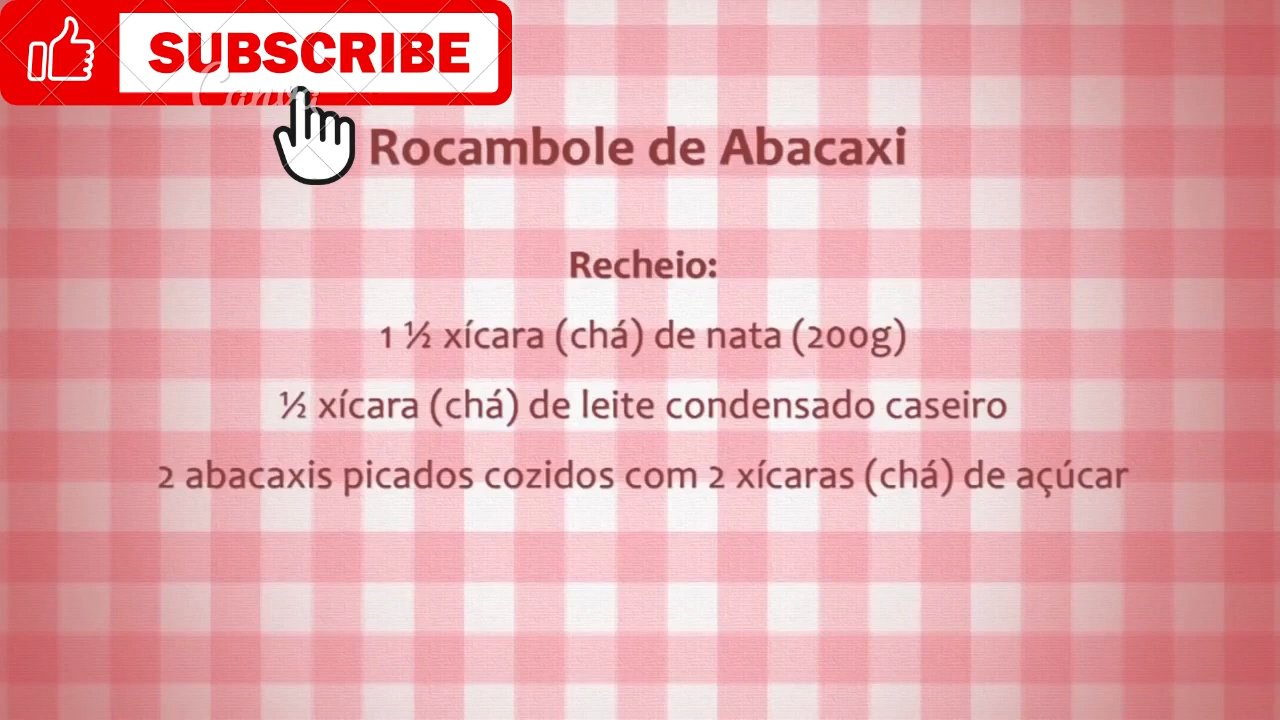 SUBSCRIBE
Canva
Rocambole de Abacaxi
Recheio:
1 ½ xícara (chá) de nata (200g)
½ xícara (chá) de leite condensado caseiro
2 abacaxis picados cozidos com 2 xícaras (chá) de açúcar